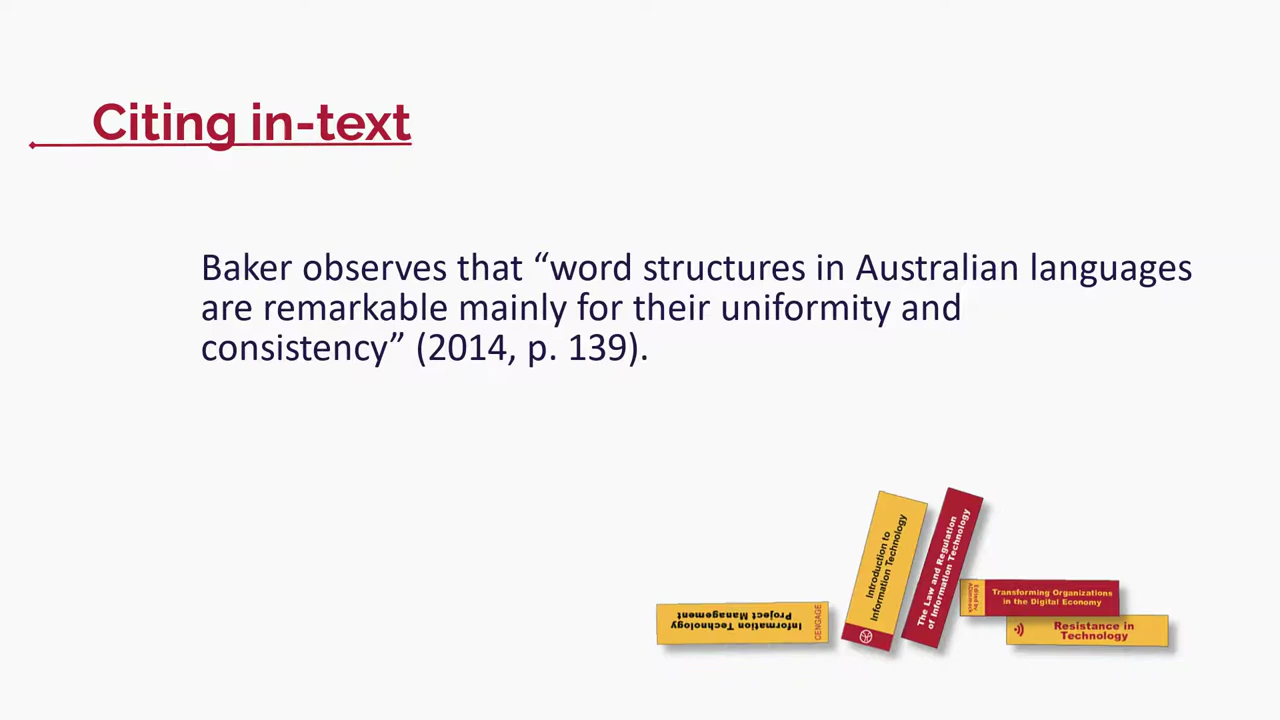 Citing in-text
Baker observes that “word structures in Australian languages
are remarkable mainly for their uniformity and
consistency” (2014, p. 139).
Introduction to
Information Technology
The Law and Regulation
of Information Technology
Transforming Organizations
in the Digital Economy
Information Technology
Project Management
CENGAGE
Resistance in
Technology